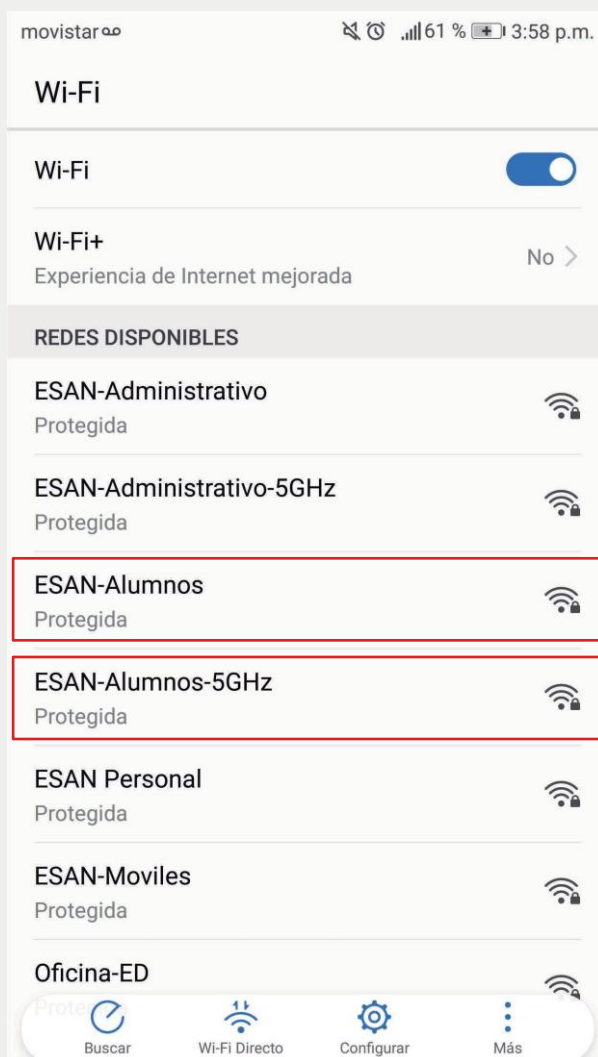 movistar 61 % 3:58 p.m.
Wi-Fi
Wi-Fi
Wi-Fi+
Experiencia de Internet mejorada
No
REDES DISPONIBLES
ESAN-Administrativo
Protegida
ESAN-Administrativo-5GHz
Protegida
ESAN-Alumnos
Protegida
ESAN-Alumnos-5GHz
Protegida
ESAN Personal
Protegida
ESAN-Moviles
Protegida
Oficina-ED
Buscar Wi-Fi Directo Configurar Más